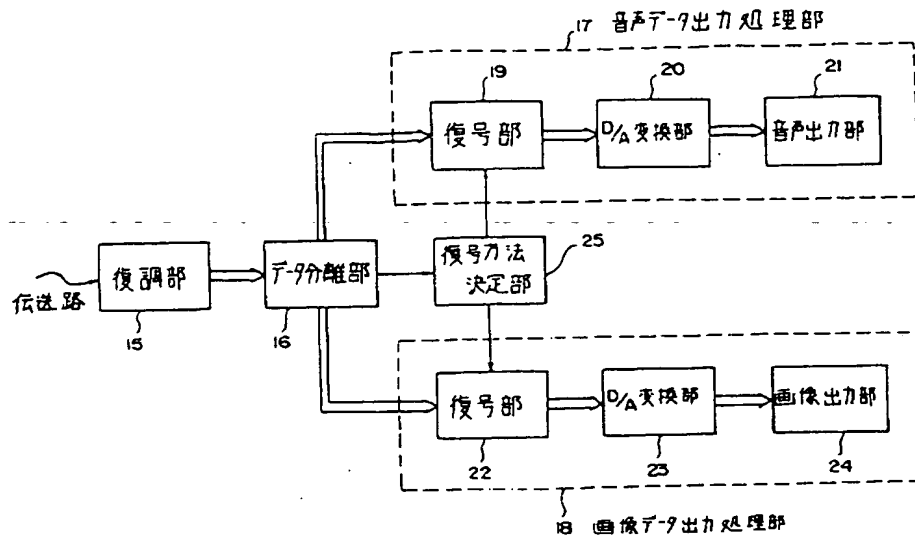 17 音声データ出力処理部
19
20
21
復号部
D/A変換部
音声出力部
伝送路
復調部
15
データ分離部
16
復号方法
決定部
25
復号部
22
D/A変換部
23
画像出力部
24
18 画像データ出力処理部